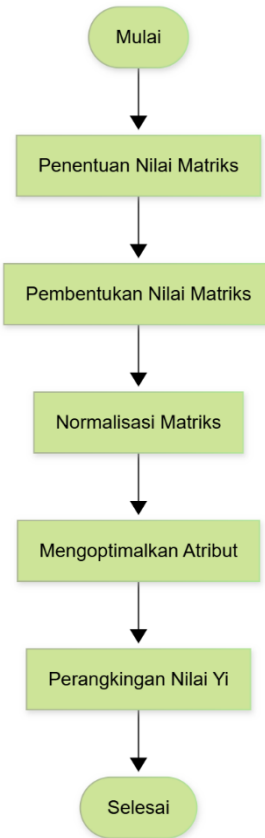 Mulai
Penentuan Nilai Matriks
Pembentukan Nilai Matriks
Normalisasi Matriks
Mengoptimalkan Atribut
Perangkingan Nilai Yi
Selesai